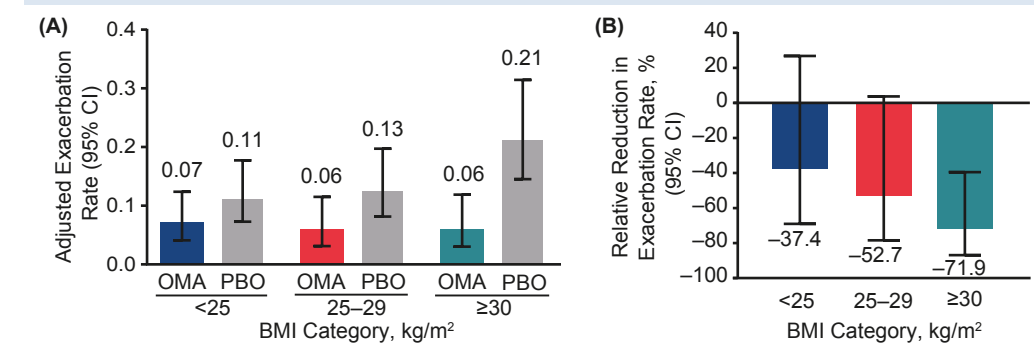 (A)
Adjusted Exacerbation
Rate (95% CI)
0.4
0.3
0.2
0.1
0.0
0.07
0.11
0.06
0.13
0.06
0.21
OMA PBO OMA PBO OMA PBO
<25 25–29 ≥30
BMI Category, kg/m²
(B)
Relative Reduction in
Exacerbation Rate, %
(95% CI)
40
20
0
–20
–40
–60
–80
–100
–37.4
–52.7
–71.9
<25 25–29 ≥30
BMI Category, kg/m²